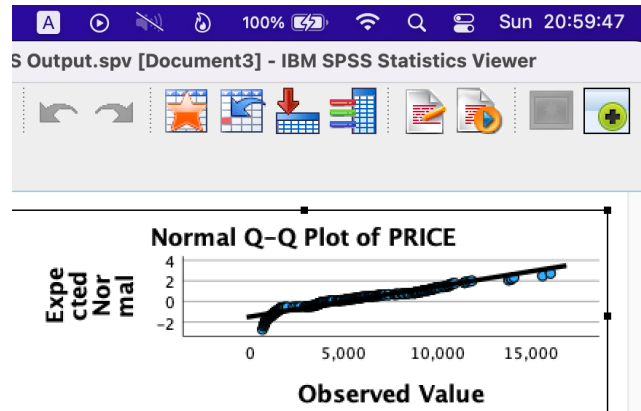 A 100% Sun 20:59:47
S Output.spv [Document3] - IBM SPSS Statistics Viewer
Normal Q-Q Plot of PRICE
Expe
cted
Nor
mal
4
2
0
-2
0 5,000 10,000 15,000
Observed Value